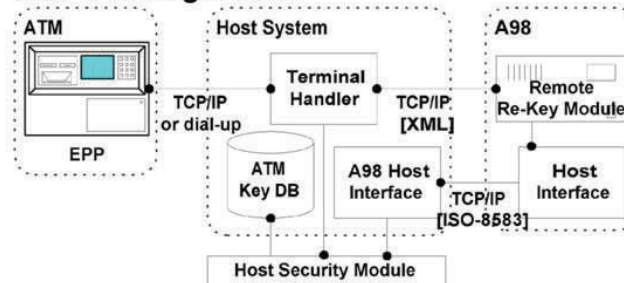 ATM
Host System
A98
Terminal
Handler
Remote
Re-Key Module
TCP/IP
or dial-up
TCP/IP
[XML]
EPP
ATM
Key DB
A98 Host
Interface
Host
Interface
TCP/IP
[ISO-8583]
Host Security Module